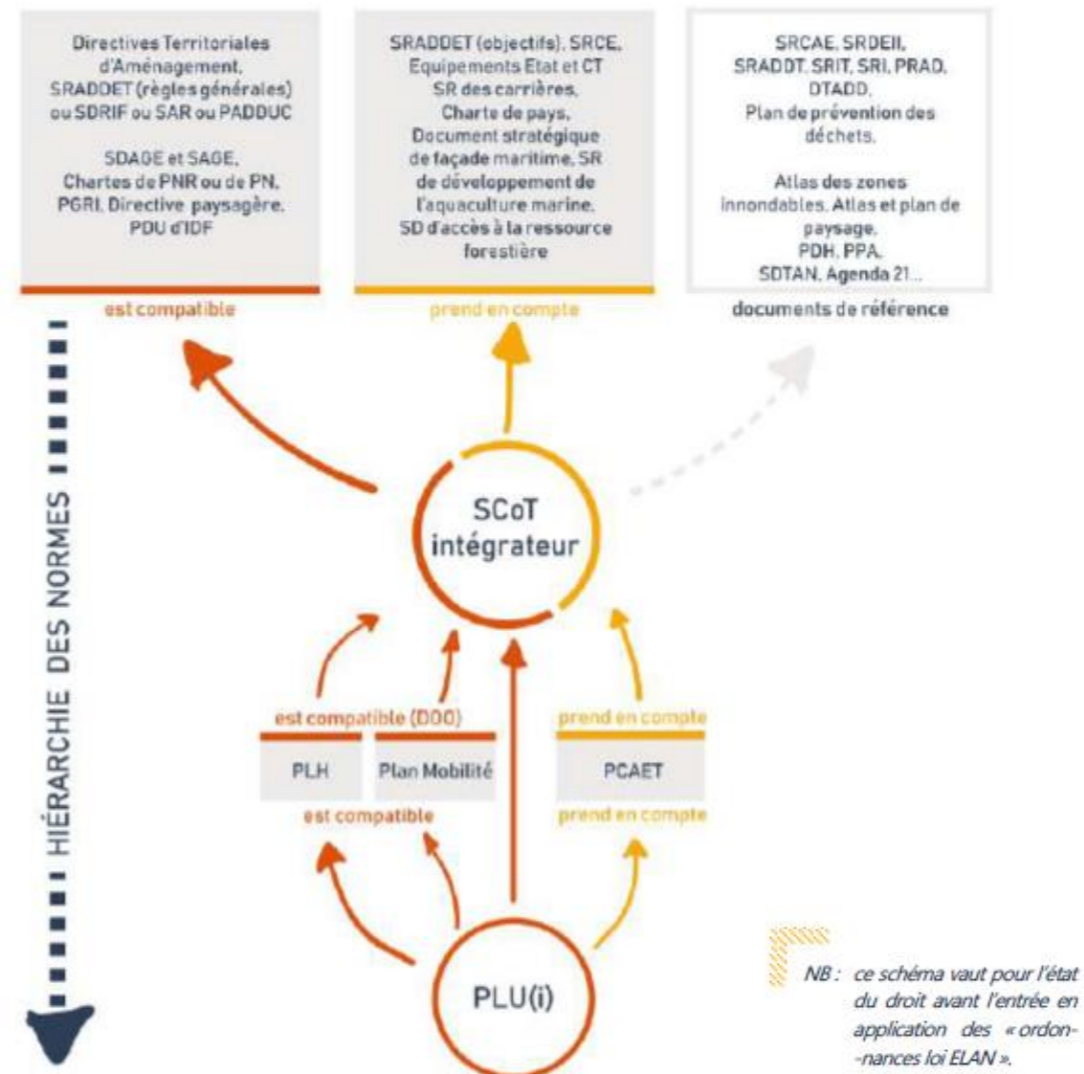 Directives Territoriales
d'Aménagement,
SRADDET (règles générales)
ou SDRIF ou SAR ou PADDUC
SDAGE et SAGE,
Chartes de PNR ou de PN,
PGRI, Directive paysagère,
PDU d'IDF
est compatible
SRADDET (objectifs), SRCE,
Equipements Etat et CT
SR des carrières,
Charte de pays,
Document stratégique
de façade maritime, SR
de développement de
l'aquaculture marine,
SD d'accès à la ressource
forestière
prend en compte
SRCAE, SRDEII,
SRADDT, SRIT, SRI, PRAD,
DTADD,
Plan de prévention des
déchets,
Atlas des zones
innondables, Atlas et plan de
paysage,
PDH, PPA,
SDTAN, Agenda 21...
documents de référence
HIÉRARCHIE DES NORMES
SCoT
intégrateur
est compatible (DOO)
prend en compte
PLH
Plan Mobilité
PCAET
est compatible
prend en compte
PLU(i)
NB : ce schéma vaut pour l'état
du droit avant l'entrée en
application des « ordon-
-nances loi ELAN ».